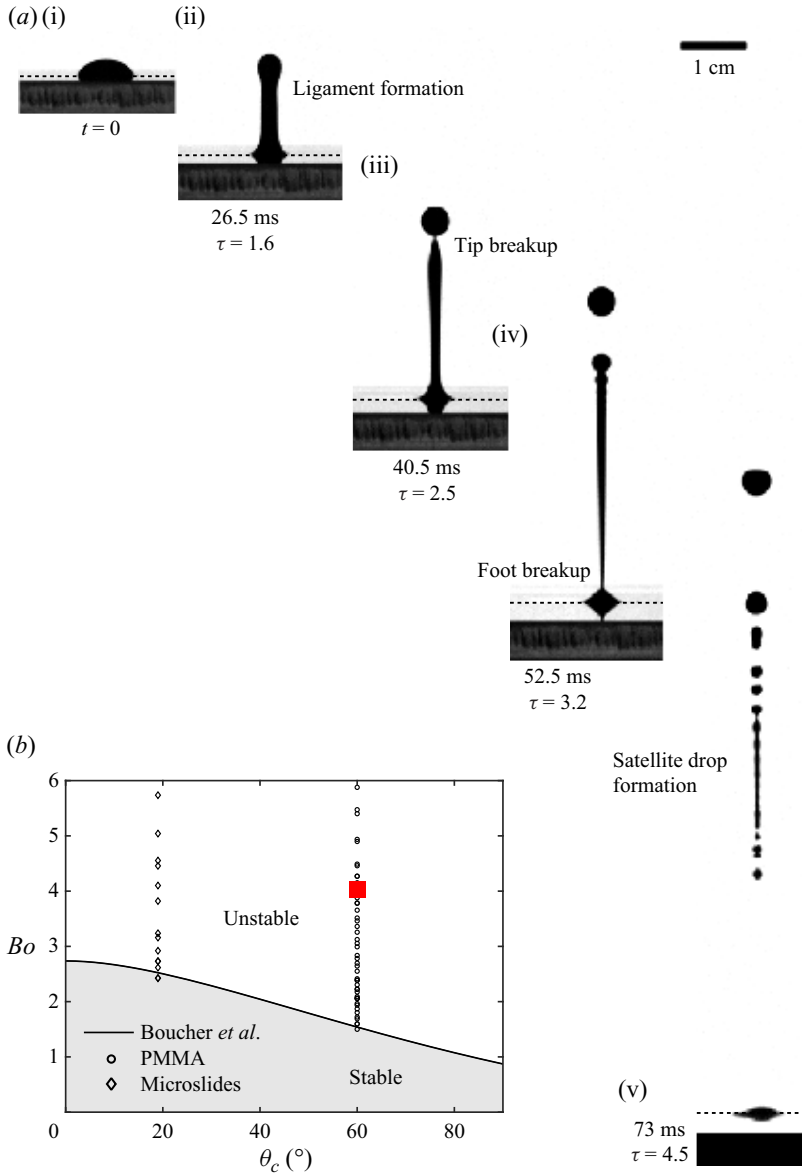 (a) (i)
(ii)
1 cm
Ligament formation
t = 0
(iii)
26.5 ms
τ = 1.6
Tip breakup
(iv)
40.5 ms
τ = 2.5
Foot breakup
52.5 ms
τ = 3.2
Satellite drop
formation
(b)
6
5
4
3
2
1
0
Bo
Unstable
Boucher et al.
PMMA
Microslides
Stable
20
40
60
80
θc (°)
(v)
73 ms
τ = 4.5